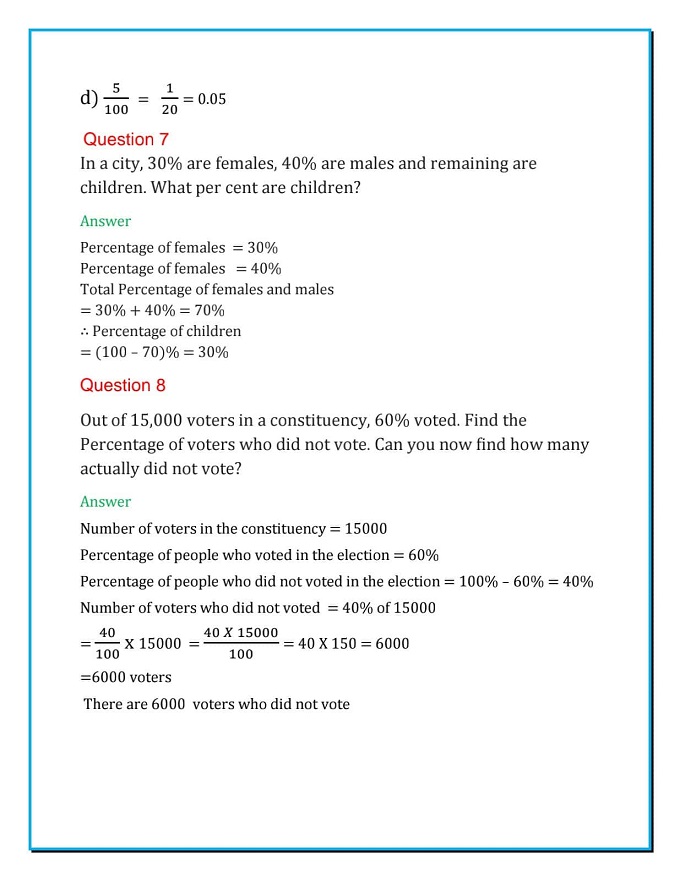 d) 5/100 = 1/20 = 0.05
Question 7
In a city, 30% are females, 40% are males and remaining are
children. What per cent are children?
Answer
Percentage of females = 30%
Percentage of females = 40%
Total Percentage of females and males
= 30% + 40% = 70%
∴ Percentage of children
= (100 – 70)% = 30%
Question 8
Out of 15,000 voters in a constituency, 60% voted. Find the
Percentage of voters who did not vote. Can you now find how many
actually did not vote?
Answer
Number of voters in the constituency = 15000
Percentage of people who voted in the election = 60%
Percentage of people who did not voted in the election = 100% – 60% = 40%
Number of voters who did not voted = 40% of 15000
= 40/100 X 15000 = 40 X 15000/100 = 40 X 150 = 6000
=6000 voters
There are 6000 voters who did not vote